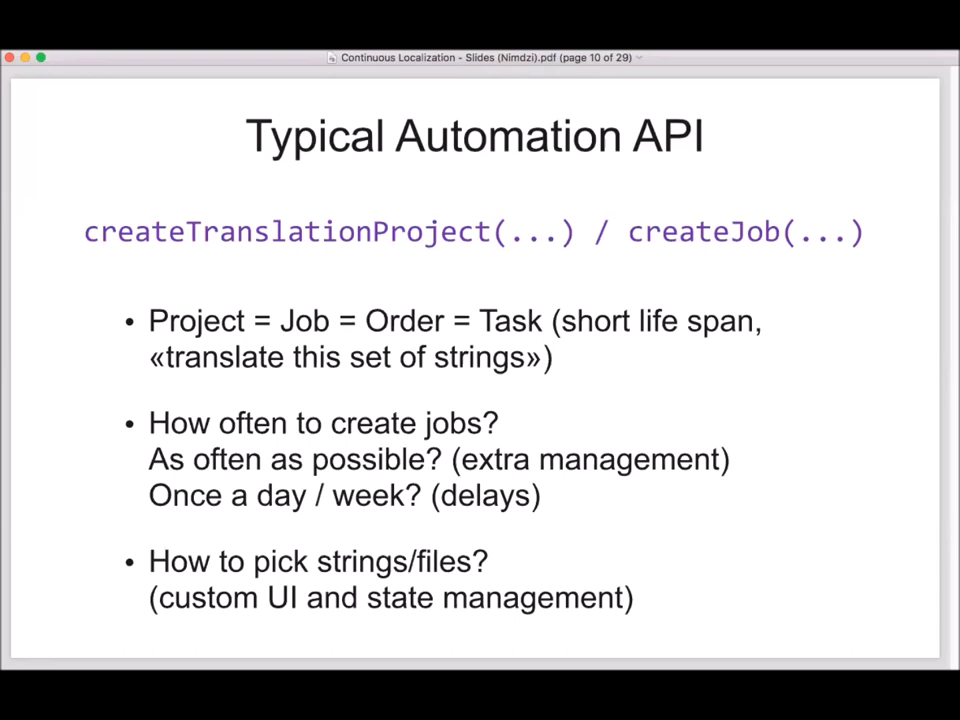 Continuous Localization - Slides (Nimdzi).pdf (page 10 of 29)
Typical Automation API
createTranslationProject(...) / createJob(...)
• Project = Job = Order = Task (short life span,
«translate this set of strings»)
• How often to create jobs?
As often as possible? (extra management)
Once a day / week? (delays)
• How to pick strings/files?
(custom UI and state management)